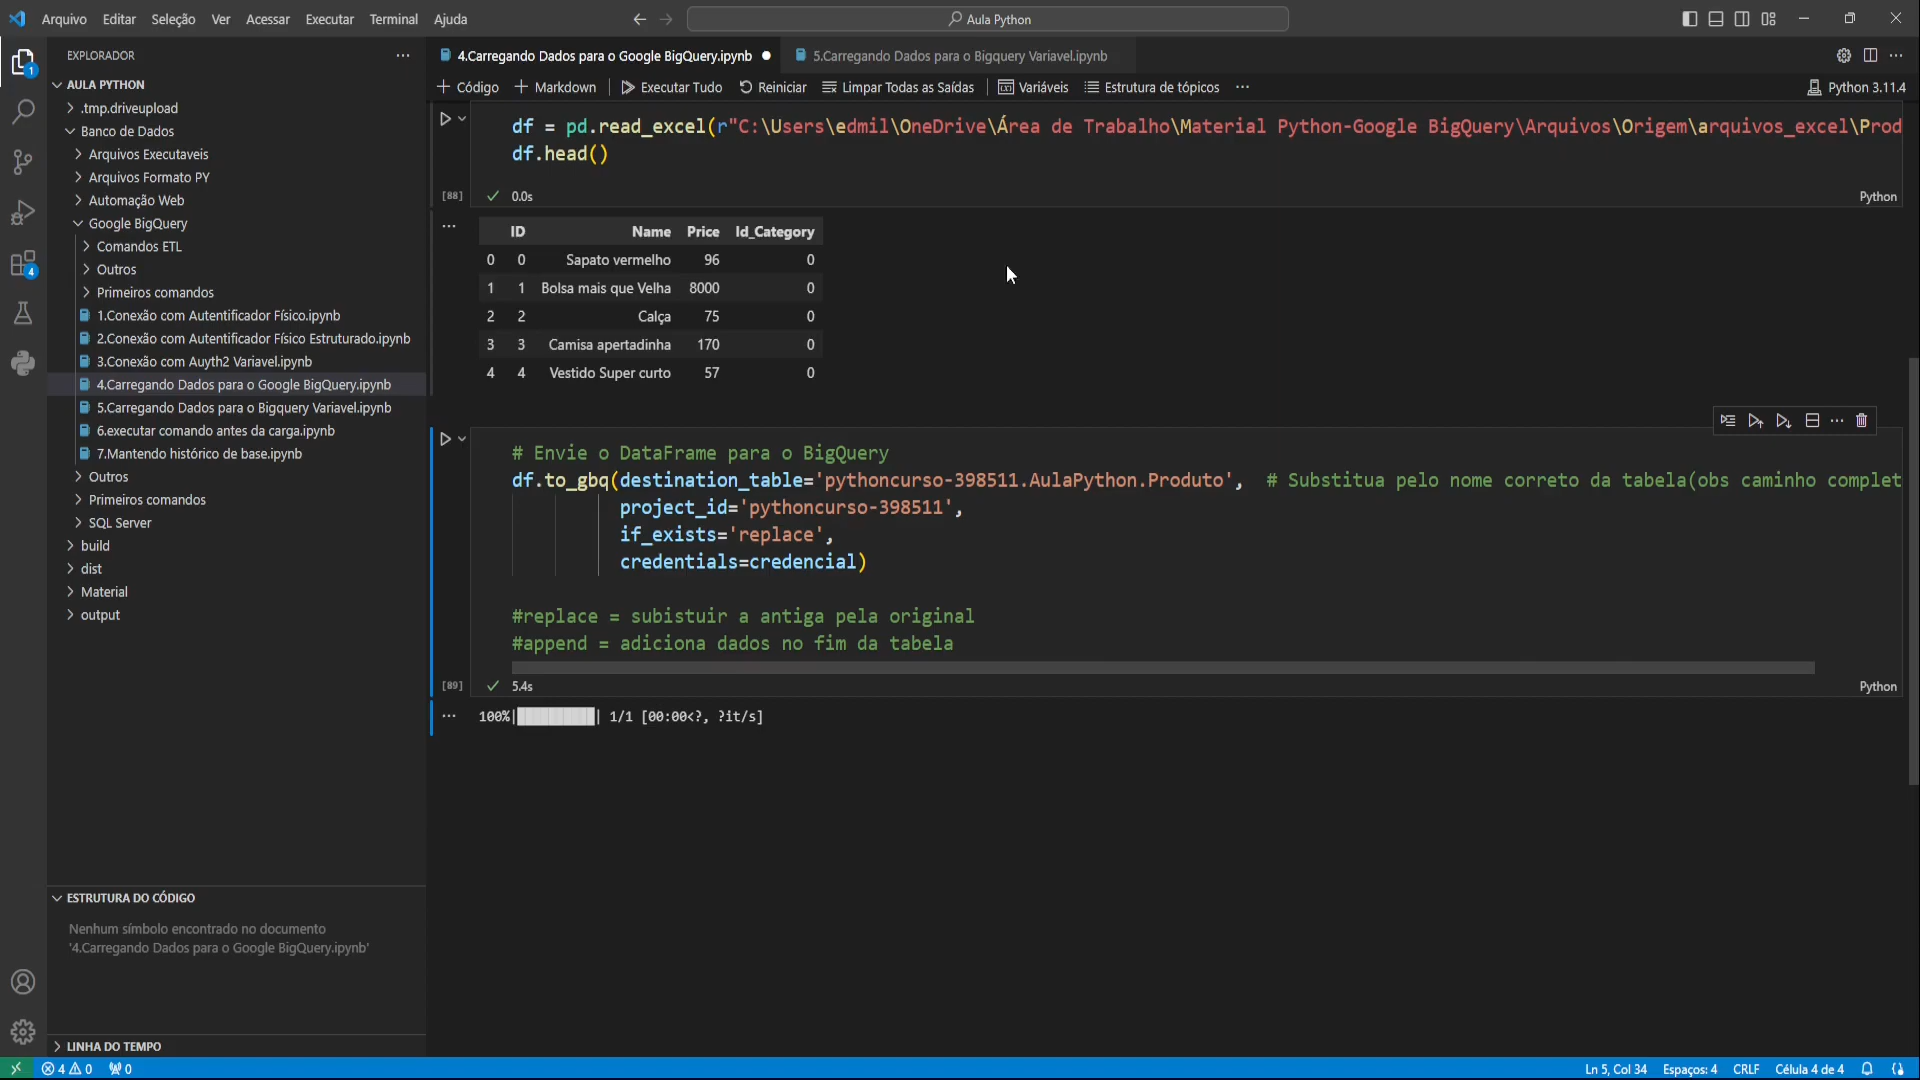 Arquivo Editar Seleção Ver Acessar Executar Terminal Ajuda
Aula Python
EXPLORADOR
AULA PYTHON
.tmp.driveupload
Banco de Dados
Arquivos Executaveis
Arquivos Formato PY
Automação Web
Google BigQuery
Comandos ETL
Outros
Primeiros comandos
1.Conexão com Autentificador Físico.ipynb
2.Conexão com Autentificador Físico Estruturado.ipynb
3.Conexão com Auyth2 Variavel.ipynb
4.Carregando Dados para o Google BigQuery.ipynb
5.Carregando Dados para o Bigquery Variavel.ipynb
6.executar comando antes da carga.ipynb
7.Mantendo histórico de base.ipynb
Outros
Primeiros comandos
SQL Server
build
dist
Material
output
ESTRUTURA DO CÓDIGO
Nenhum símbolo encontrado no documento
'4.Carregando Dados para o Google BigQuery.ipynb'
LINHA DO TEMPO
1
4
4.Carregando Dados para o Google BigQuery.ipynb
5.Carregando Dados para o Bigquery Variavel.ipynb
Código Markdown Executar Tudo Reiniciar Limpar Todas as Saídas Variáveis Estrutura de tópicos
Python 3.11.4
df = pd.read_excel(r"C:\Users\edmil\OneDrive\Área de Trabalho\Material Python-Google BigQuery\Arquivos\Origem\arquivos_excel\Prod
df.head()
[88] 0.0s Python
ID Name Price Id_Category
0 0 Sapato vermelho 96 0
1 1 Bolsa mais que Velha 8000 0
2 2 Calça 75 0
3 3 Camisa apertadinha 170 0
4 4 Vestido Super curto 57 0
# Envie o DataFrame para o BigQuery
df.to_gbq(destination_table='pythoncurso-398511.AulaPython.Produto', # Substitua pelo nome correto da tabela(obs caminho complet
project_id='pythoncurso-398511',
if_exists='replace',
credentials=credencial)
#replace = subistuir a antiga pela original
#append = adiciona dados no fim da tabela
[89] 5.4s Python
100%|██████████| 1/1 [00:00<?, ?it/s]
4 0 0
Ln 5, Col 34 Espaços: 4 CRLF Célula 4 de 4